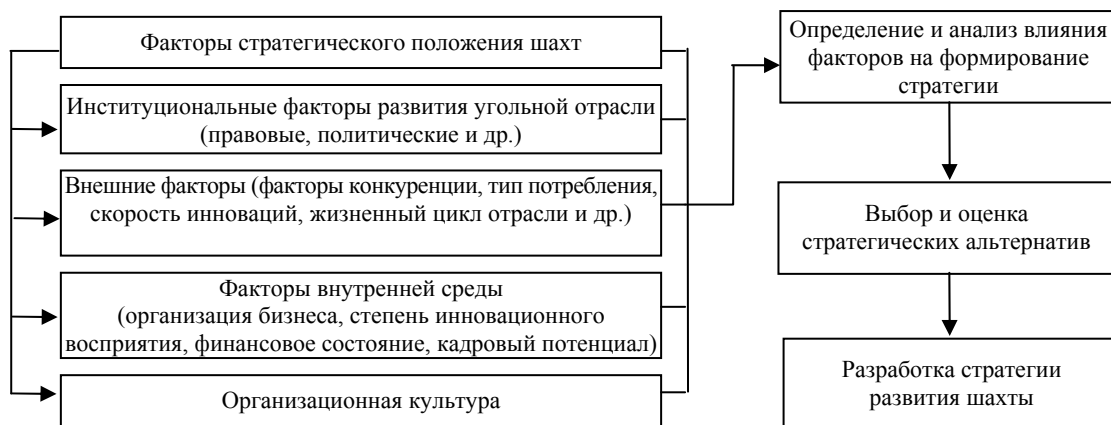 Факторы стратегического положения шахт
Институциональные факторы развития угольной отрасли
(правовые, политические и др.)
Внешние факторы (факторы конкуренции, тип потребления,
скорость инноваций, жизненный цикл отрасли и др.)
Факторы внутренней среды
(организация бизнеса, степень инновационного
восприятия, финансовое состояние, кадровый потенциал)
Организационная культура
Определение и анализ влияния
факторов на формирование
стратегии
Выбор и оценка
стратегических альтернатив
Разработка стратегии
развития шахты